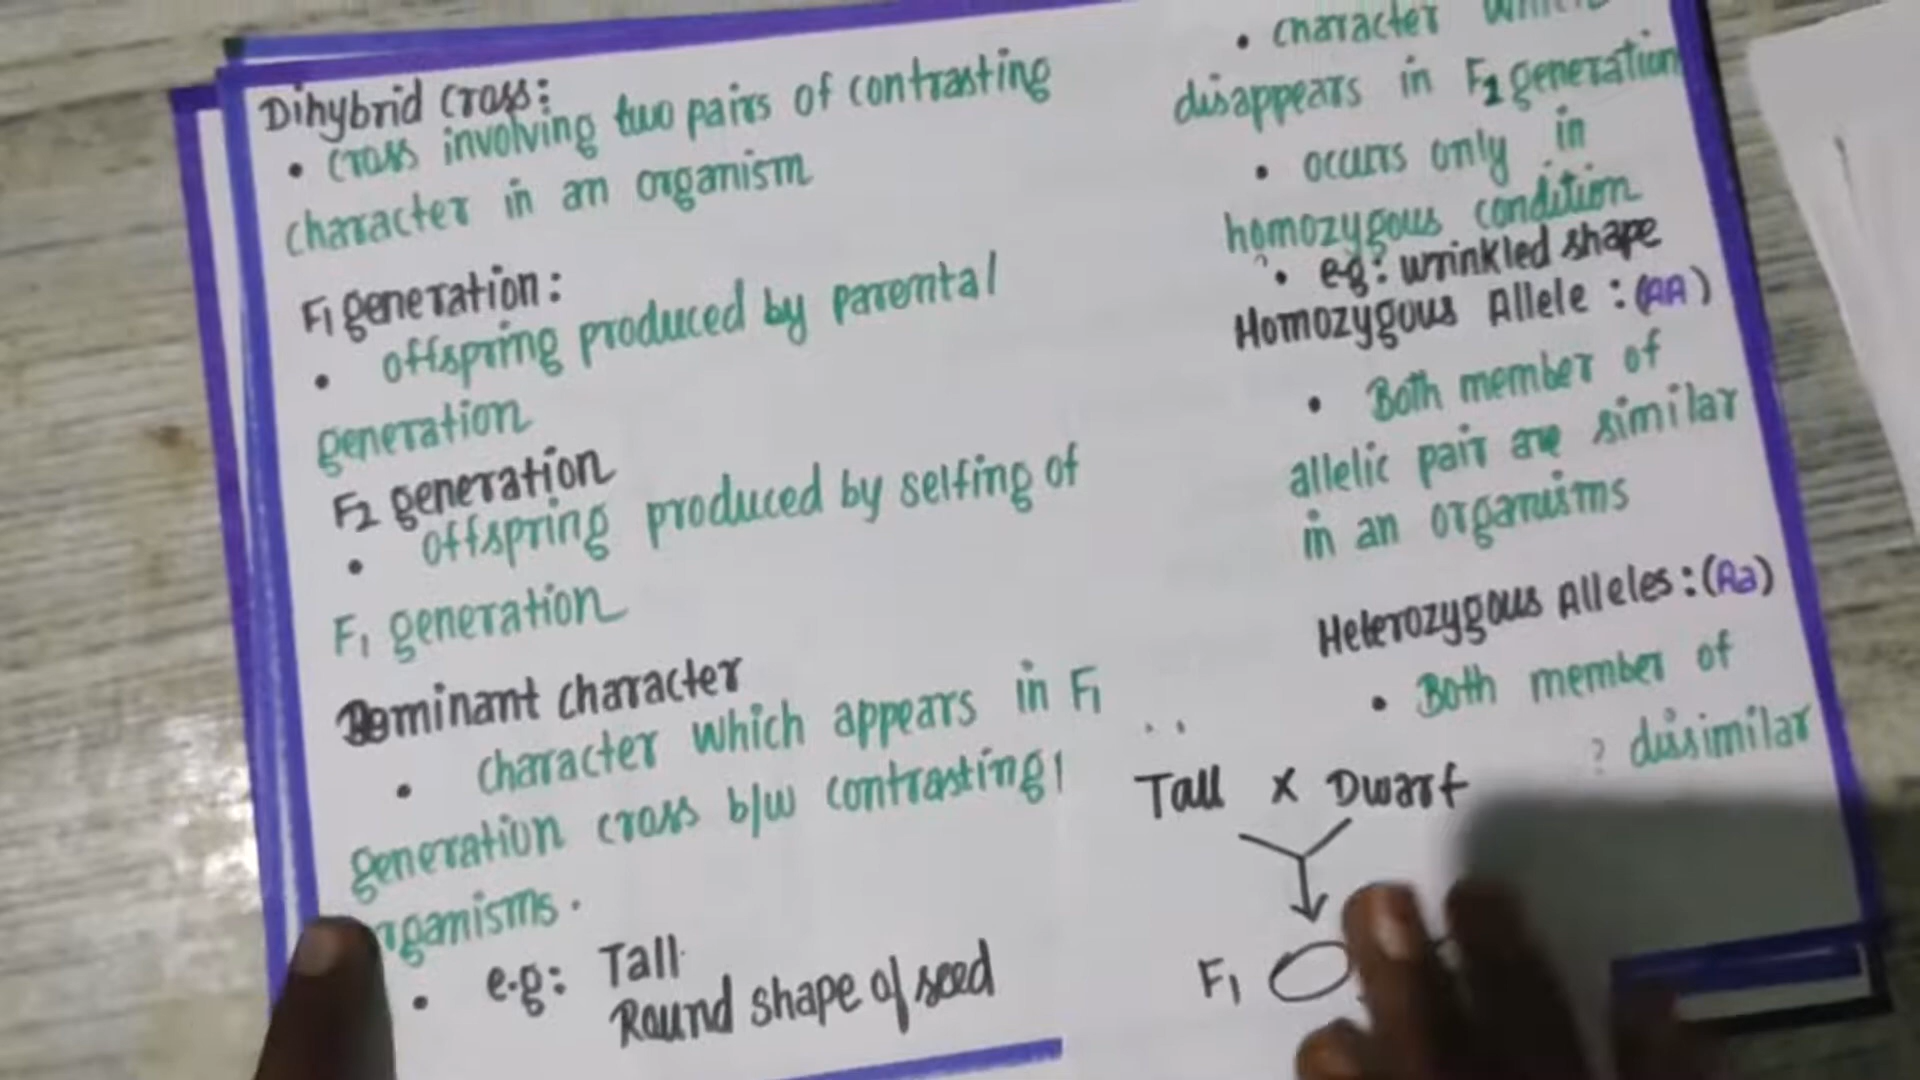 Dihybrid cross:
• cross involving two pairs of contrasting
character in an organism
F1 generation:
• offspring produced by parental
generation
F2 generation
• offspring produced by selfing of
F1 generation
Dominant character
• character which appears in F1
generation cross b/w contrasting
organisms.
• e.g: Tall
Round shape of seed
• character which
disappears in F1 generation
• occurs only in
homozygous condition
• eg: wrinkled shape
Homozygous Allele : (AA)
• Both member of
allelic pair are similar
in an organisms
Heterozygous Alleles : (Aa)
• Both member of
dissimilar
Tall x Dwarf
F1